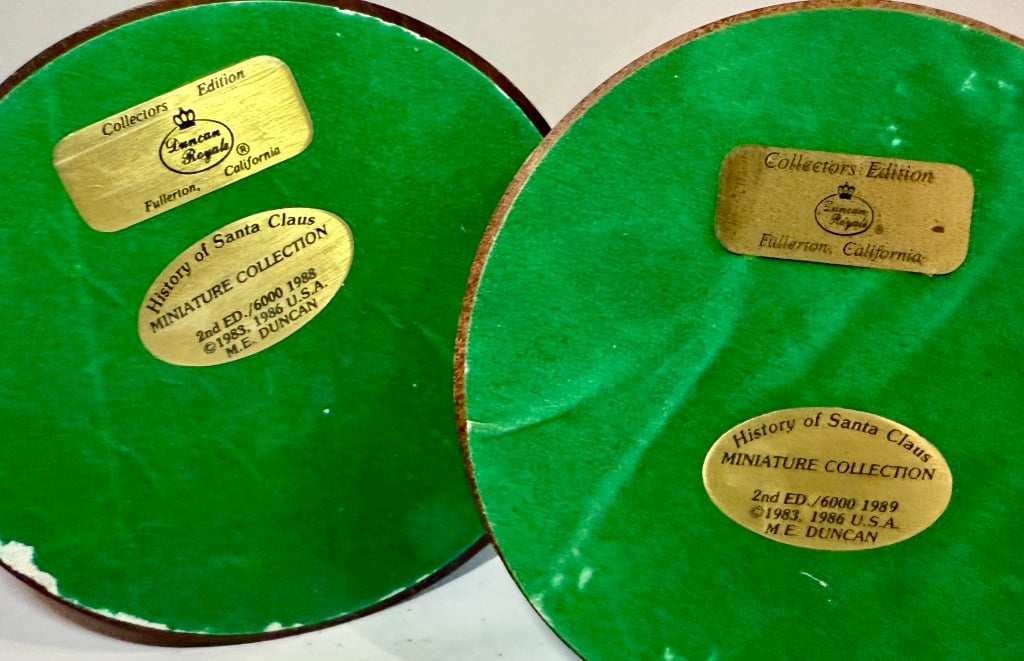 Collectors Edition
Duncan
Royale ®
Fullerton, California
History of Santa Claus
MINIATURE COLLECTION
2nd ED./6000 1988
©1983, 1986 U.S.A.
M.E. DUNCAN
Collectors Edition
Duncan
Royale ®
Fullerton, California
History of Santa Claus
MINIATURE COLLECTION
2nd ED./6000 1989
©1983, 1986 U.S.A.
M.E. DUNCAN